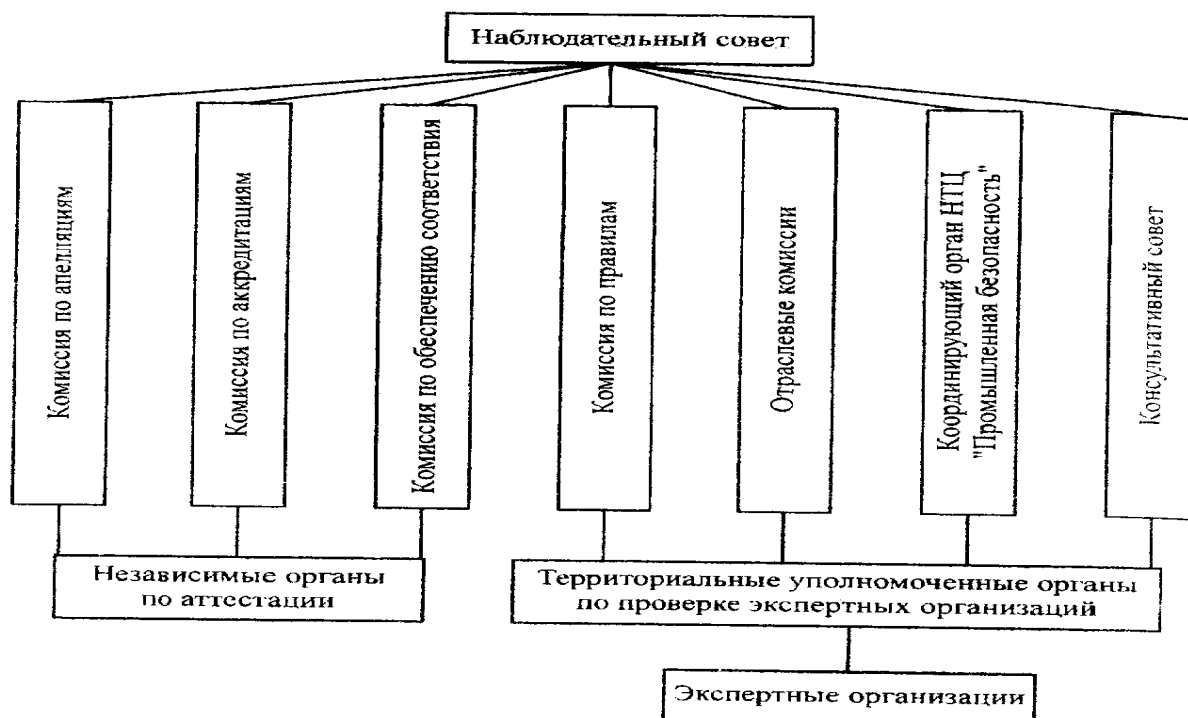 Наблюдательный совет
Комиссия по апелляциям
Комиссия по аккредитациям
Комиссия по обеспечению соответствия
Комиссия по правилам
Отраслевые комиссии
Координирующий орган НТЦ
"Промышленная безопасность"
Консультативный совет
Независимые органы
по аттестации
Территориальные уполномоченные органы
по проверке экспертных организаций
Экспертные организации